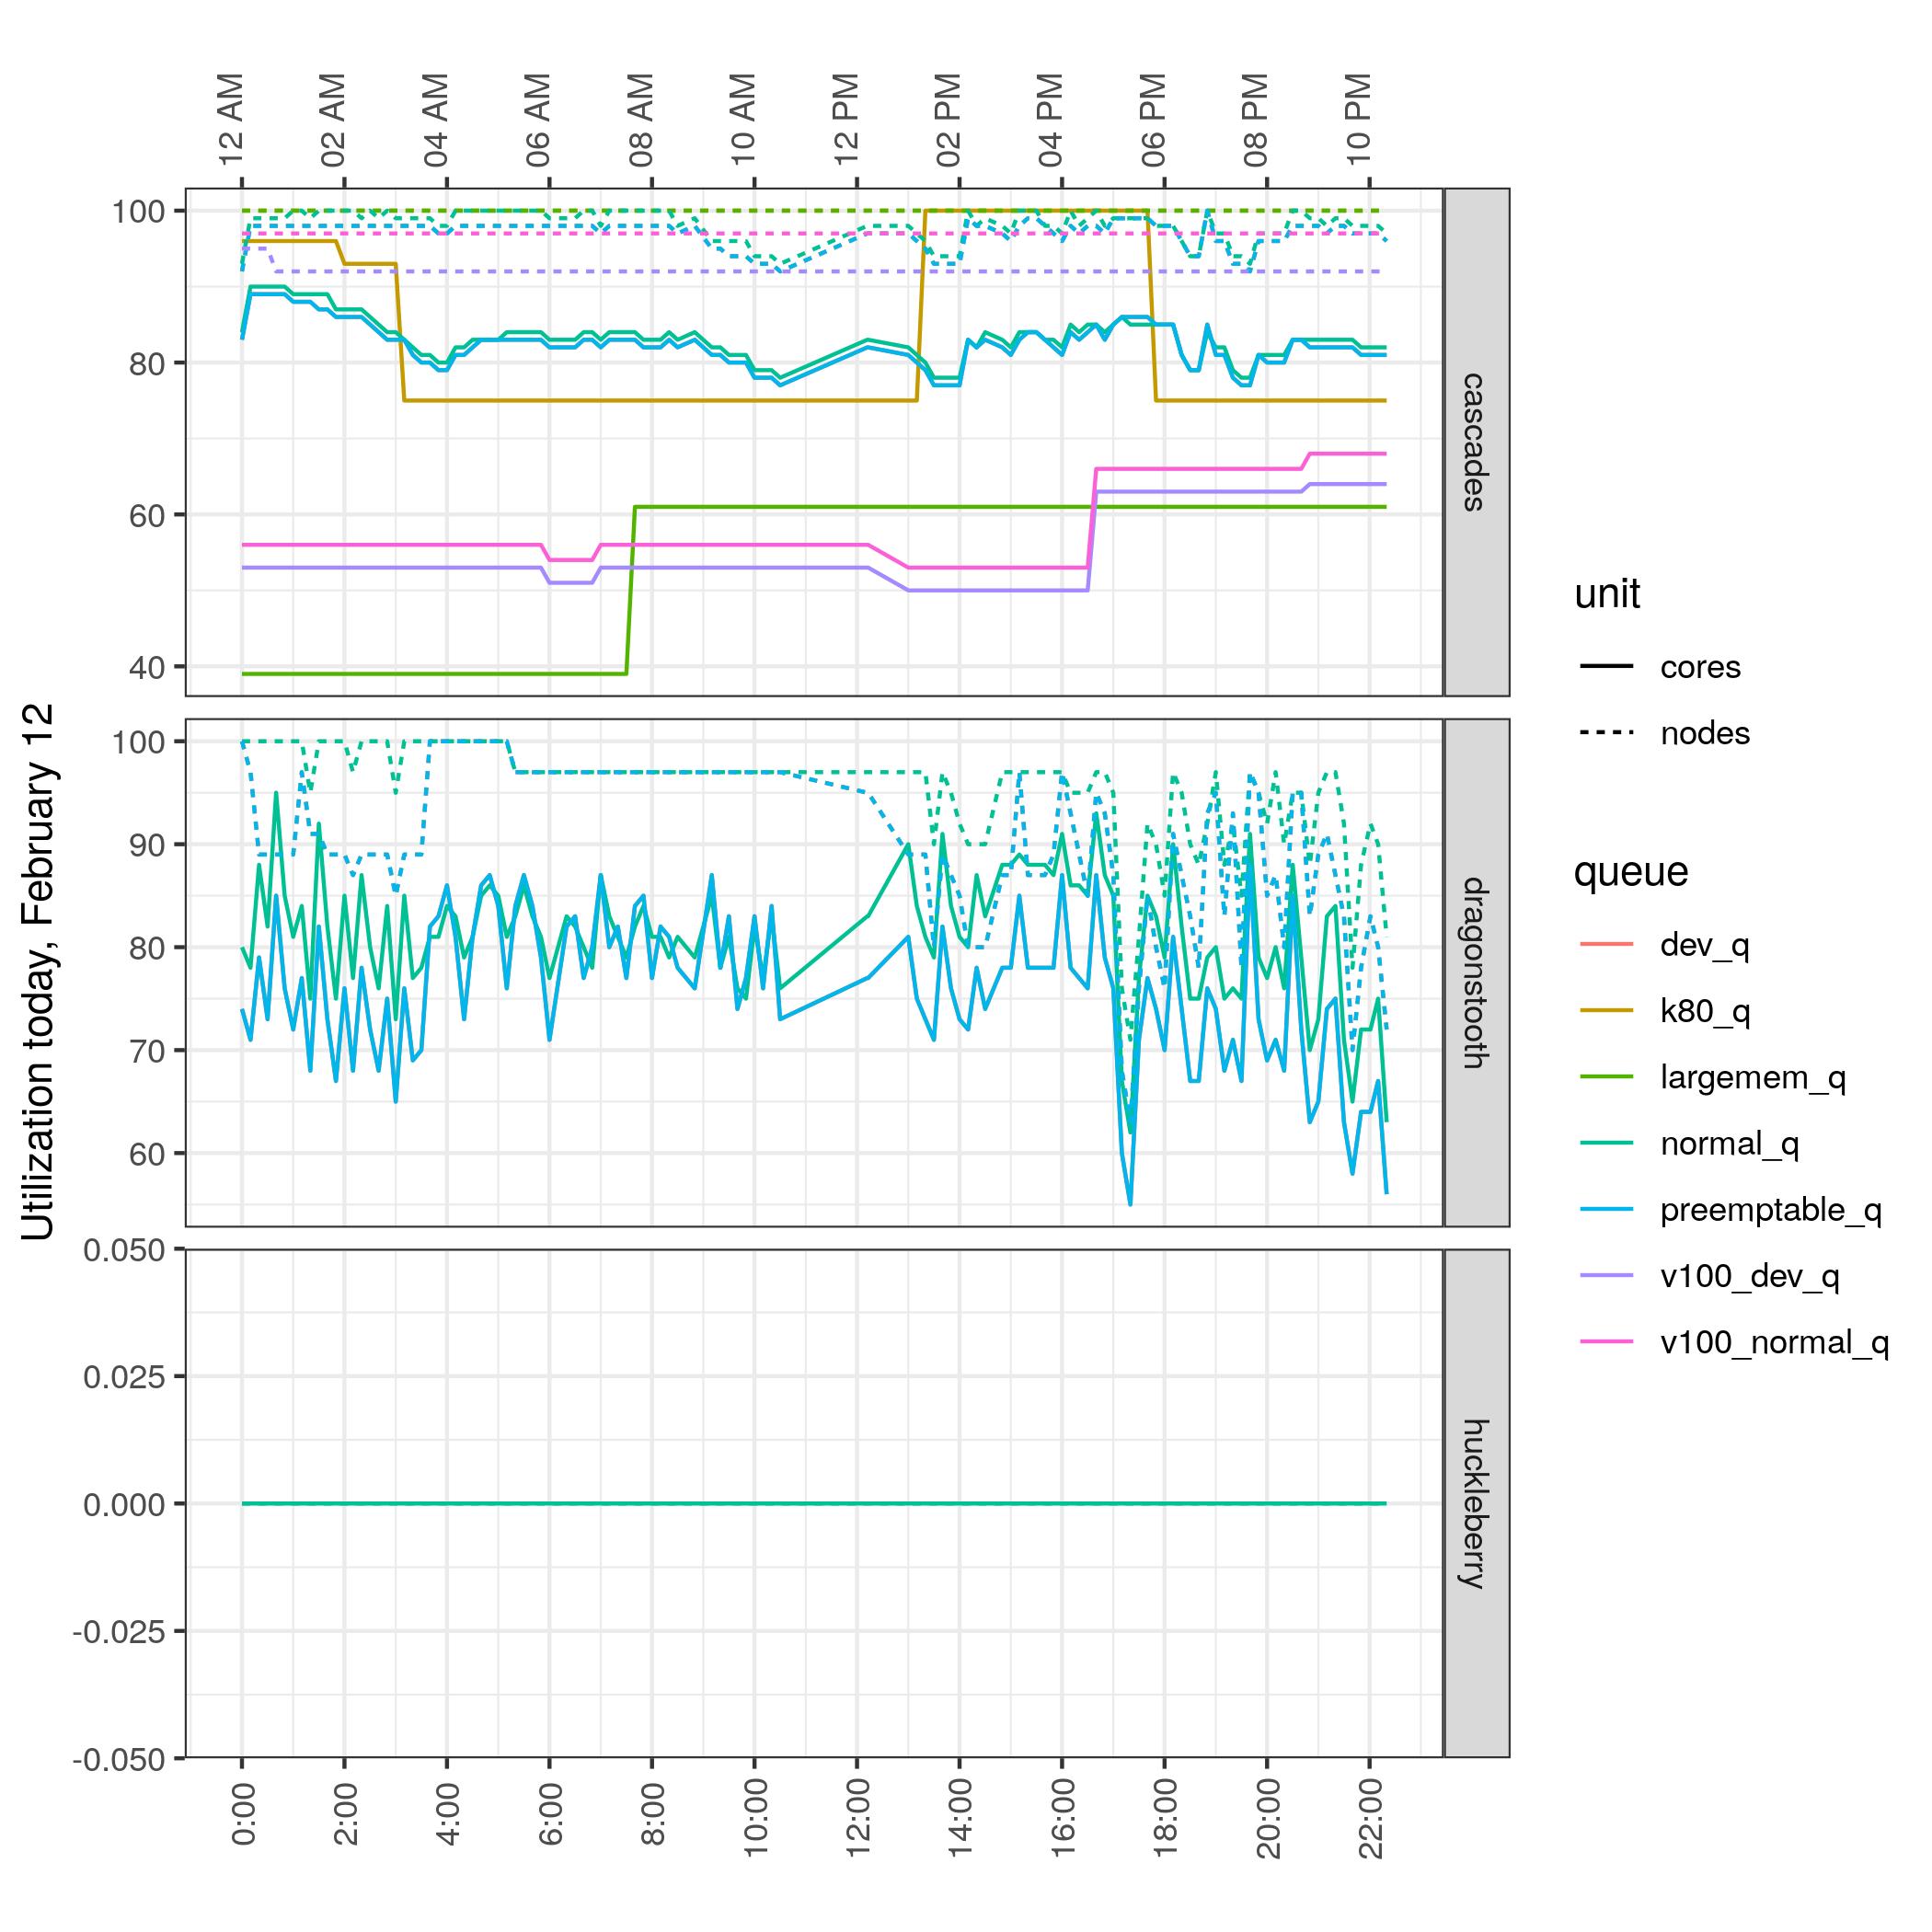 12 AM
02 AM
04 AM
06 AM
08 AM
10 AM
12 PM
02 PM
04 PM
06 PM
08 PM
10 PM
Utilization today, February 12
100
80
60
40
cascades
100
90
80
70
60
dragonstooth
0.050
0.025
0.000
-0.025
-0.050
huckleberry
0:00
2:00
4:00
6:00
8:00
10:00
12:00
14:00
16:00
18:00
20:00
22:00
unit
cores
nodes
queue
dev_q
k80_q
largemem_q
normal_q
preemptable_q
v100_dev_q
v100_normal_q